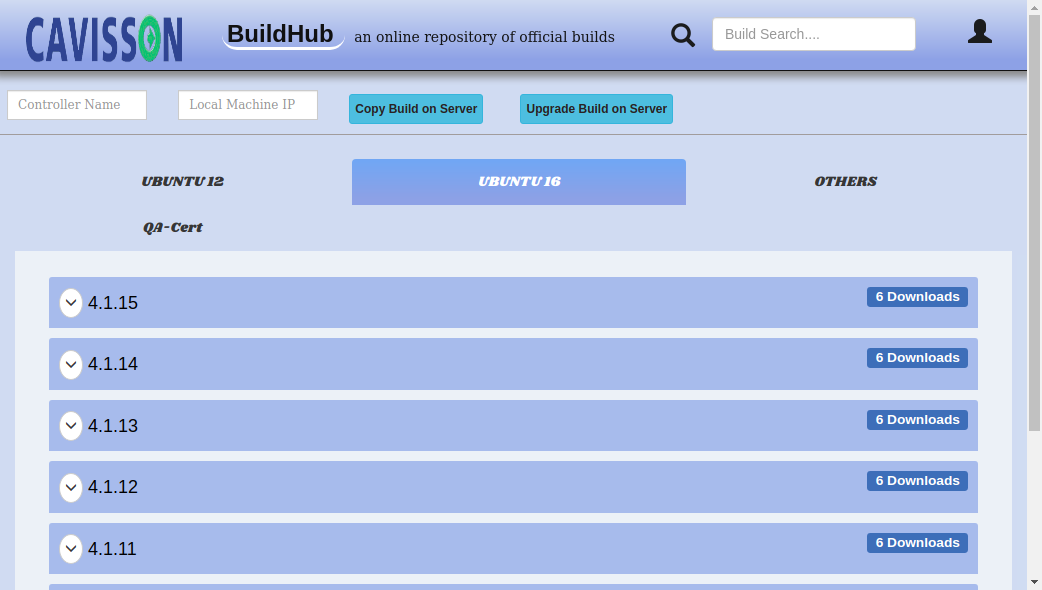 CAVISSON
BuildHub an online repository of official builds Build Search....
Controller Name Local Machine IP Copy Build on Server Upgrade Build on Server
UBUNTU 12 UBUNTU 16 OTHERS
QA-Cert
4.1.15 6 Downloads
4.1.14 6 Downloads
4.1.13 6 Downloads
4.1.12 6 Downloads
4.1.11 6 Downloads